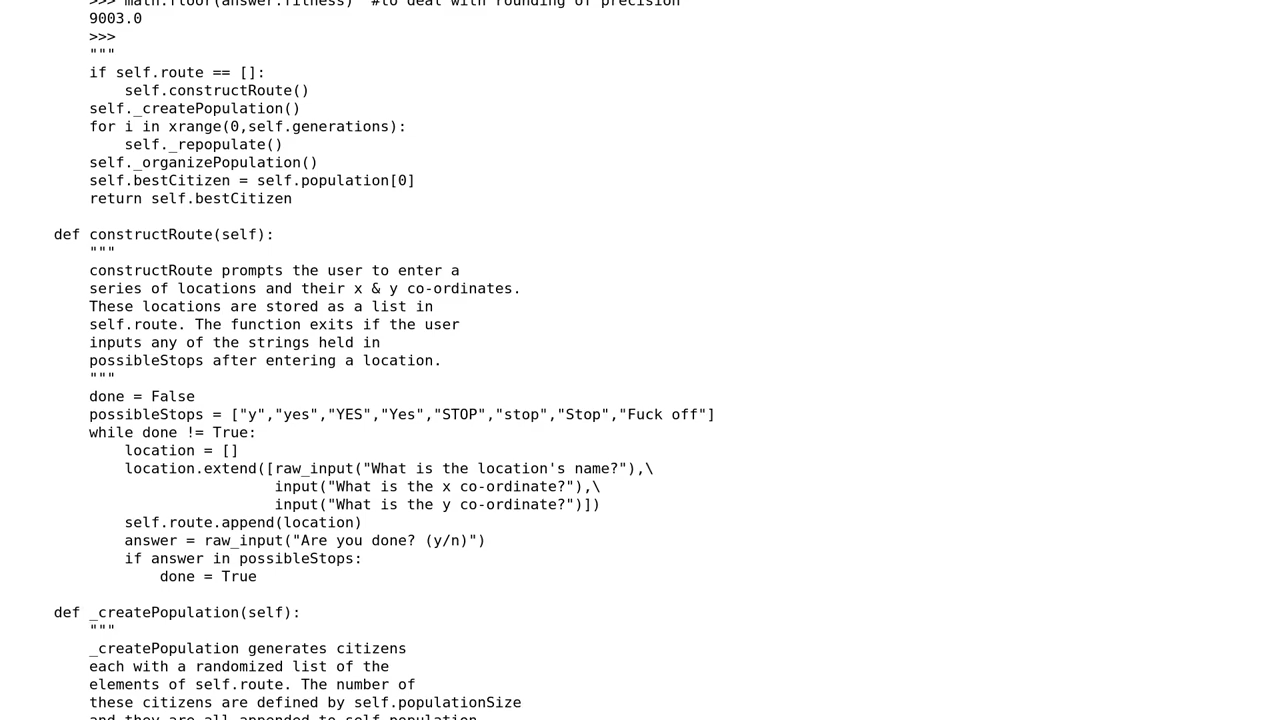 >>> math.floor(answer.fitness)  #to deal with rounding of precision
9003.0
>>>
"""
if self.route == []:
    self.constructRoute()
self._createPopulation()
for i in xrange(0,self.generations):
    self._repopulate()
self._organizePopulation()
self.bestCitizen = self.population[0]
return self.bestCitizen
def constructRoute(self):
"""
constructRoute prompts the user to enter a
series of locations and their x & y co-ordinates.
These locations are stored as a list in
self.route. The function exits if the user
inputs any of the strings held in
possibleStops after entering a location.
"""
done = False
possibleStops = ["y","yes","YES","Yes","STOP","stop","Stop","Fuck off"]
while done != True:
    location = []
    location.extend([raw_input("What is the location's name?"),\
                     input("What is the x co-ordinate?"),\
                     input("What is the y co-ordinate?")])
    self.route.append(location)
    answer = raw_input("Are you done? (y/n)")
    if answer in possibleStops:
        done = True
def _createPopulation(self):
"""
_createPopulation generates citizens
each with a randomized list of the
elements of self.route. The number of
these citizens are defined by self.populationSize
and they are all appended to self.population